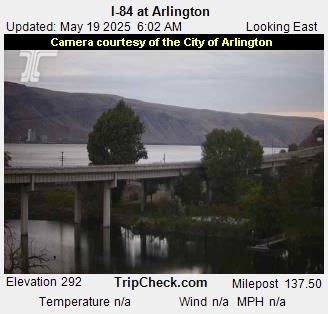 I-84 at Arlington
Updated: May 19 2025 6:02 AM Looking East
Camera courtesy of the City of Arlington
Elevation 292 TripCheck.com Milepost 137.50
Temperature n/a Wind n/a MPH n/a